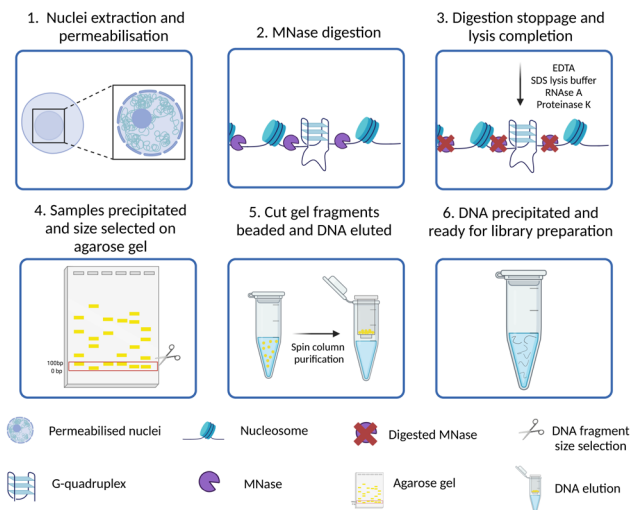 1. Nuclei extraction and
permeabilisation
2. MNase digestion
3. Digestion stoppage and
lysis completion
EDTA
SDS lysis buffer
RNAse A
Proteinase K
4. Samples precipitated
and size selected on
agarose gel
5. Cut gel fragments
beaded and DNA eluted
6. DNA precipitated and
ready for library preparation
100bp
0 bp
Spin column
purification
Permeabilised nuclei
Nucleosome
Digested MNase
DNA fragment
size selection
G-quadruplex
MNase
Agarose gel
DNA elution